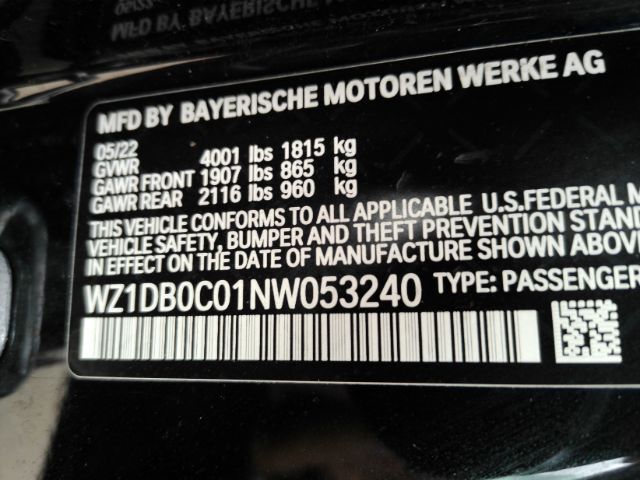 MFD BY BAYERISCHE MOTOREN WERKE AG
05/22
GVWR 4001 lbs 1815 kg
GAWR FRONT 1907 lbs 865 kg
GAWR REAR 2116 lbs 960 kg
THIS VEHICLE CONFORMS TO ALL APPLICABLE U.S.FEDERAL M
VEHICLE SAFETY, BUMPER AND THEFT PREVENTION STAND
IN EFFECT ON THE DATE OF MANUFACTURE SHOWN ABOVE
WZ1DB0C01NW053240 TYPE: PASSENGER